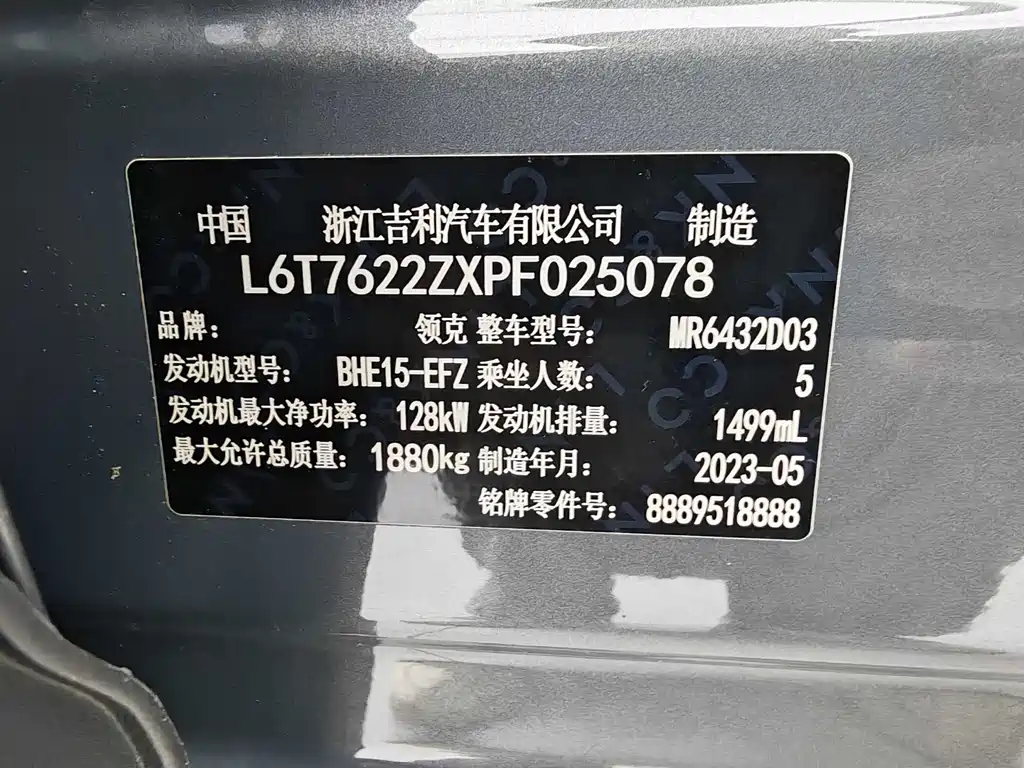 中国 浙江吉利汽车有限公司 制造
L6T7622ZXPF025078
品牌： 领克 整车型号： MR6432D03
发动机型号： BHE15-EFZ 乘坐人数： 5
发动机最大净功率： 128kW 发动机排量： 1499mL
最大允许总质量： 1880kg 制造年月： 2023-05
铭牌零件号： 8889518888